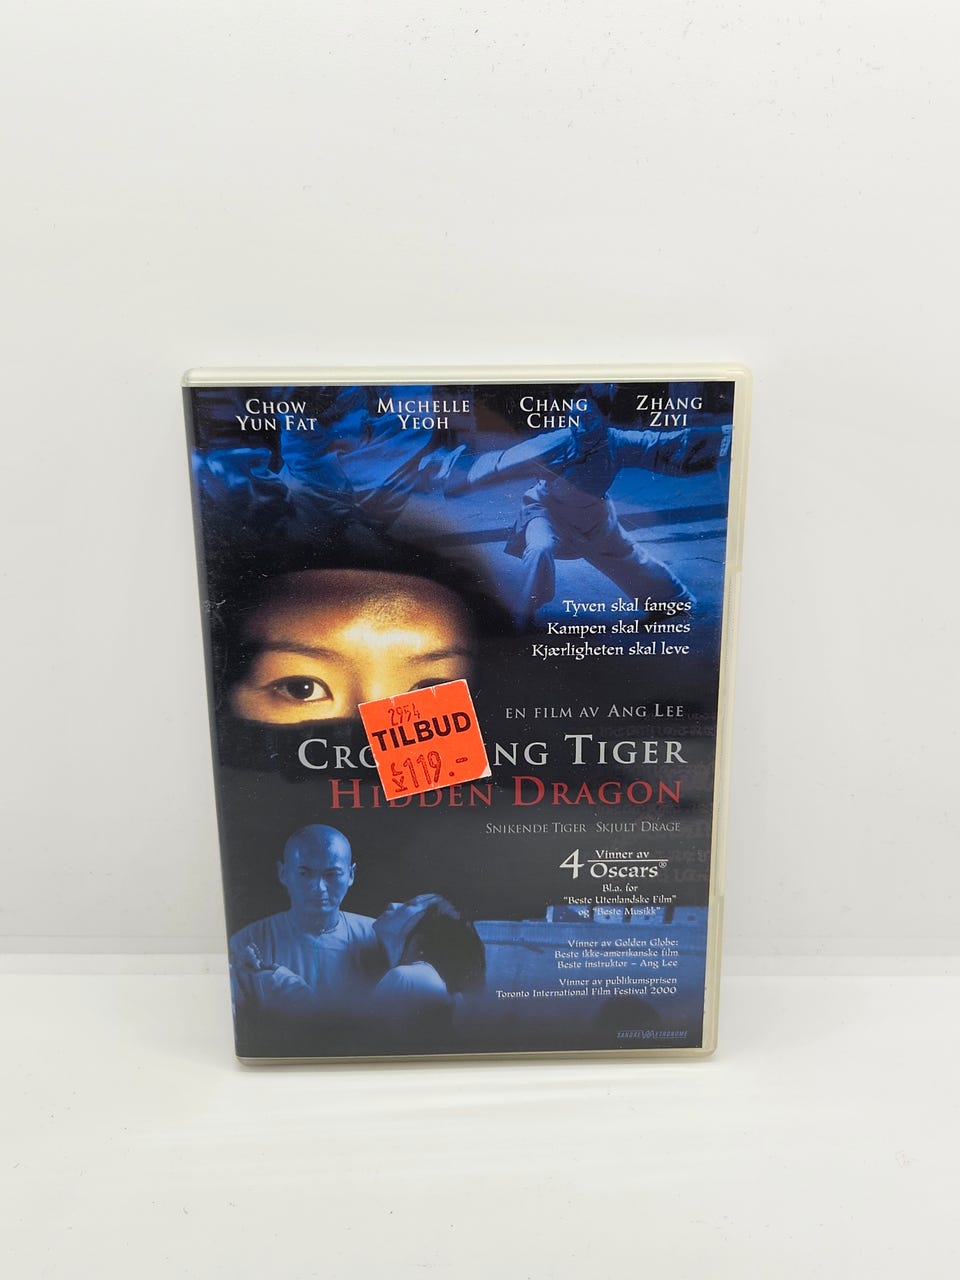 CHOW
YUN FAT
MICHELLE
YEOH
CHANG
CHEN
ZHANG
ZIYI
Tyven skal fanges
Kampen skal vinnes
Kjærligheten skal leve
EN FILM AV ANG LEE
2954
TILBUD
119.-
TIGER
HIDDEN DRAGON
SNIKENDE TIGER SKJULT DRAGE
4 Vinner av
Oscars®
Bl.a. for
"Beste Utenlandske Film"
og "Beste Musikk"
Vinner av Golden Globe:
Beste ikke-amerikanske film
Beste instruktør – Ang Lee
Vinner av publikumsprisen
Toronto International Film Festival 2000
SANDREW METRONOME